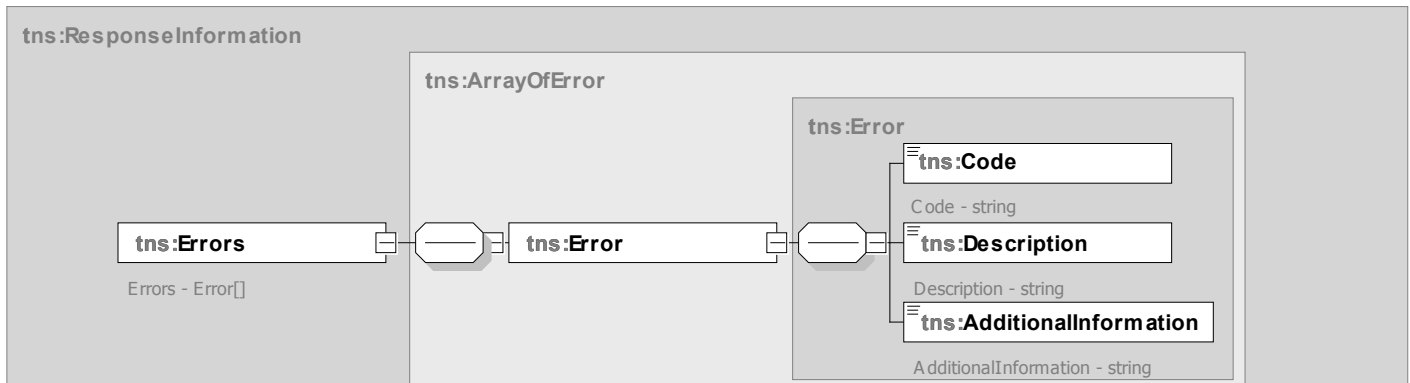 tns:ResponseInformation
tns:ArrayOfError
tns:Error
tns:Code
Code - string
tns:Errors
tns:Error
tns:Description
Errors - Error[]
Description - string
tns:AdditionalInformation
AdditionalInformation - string